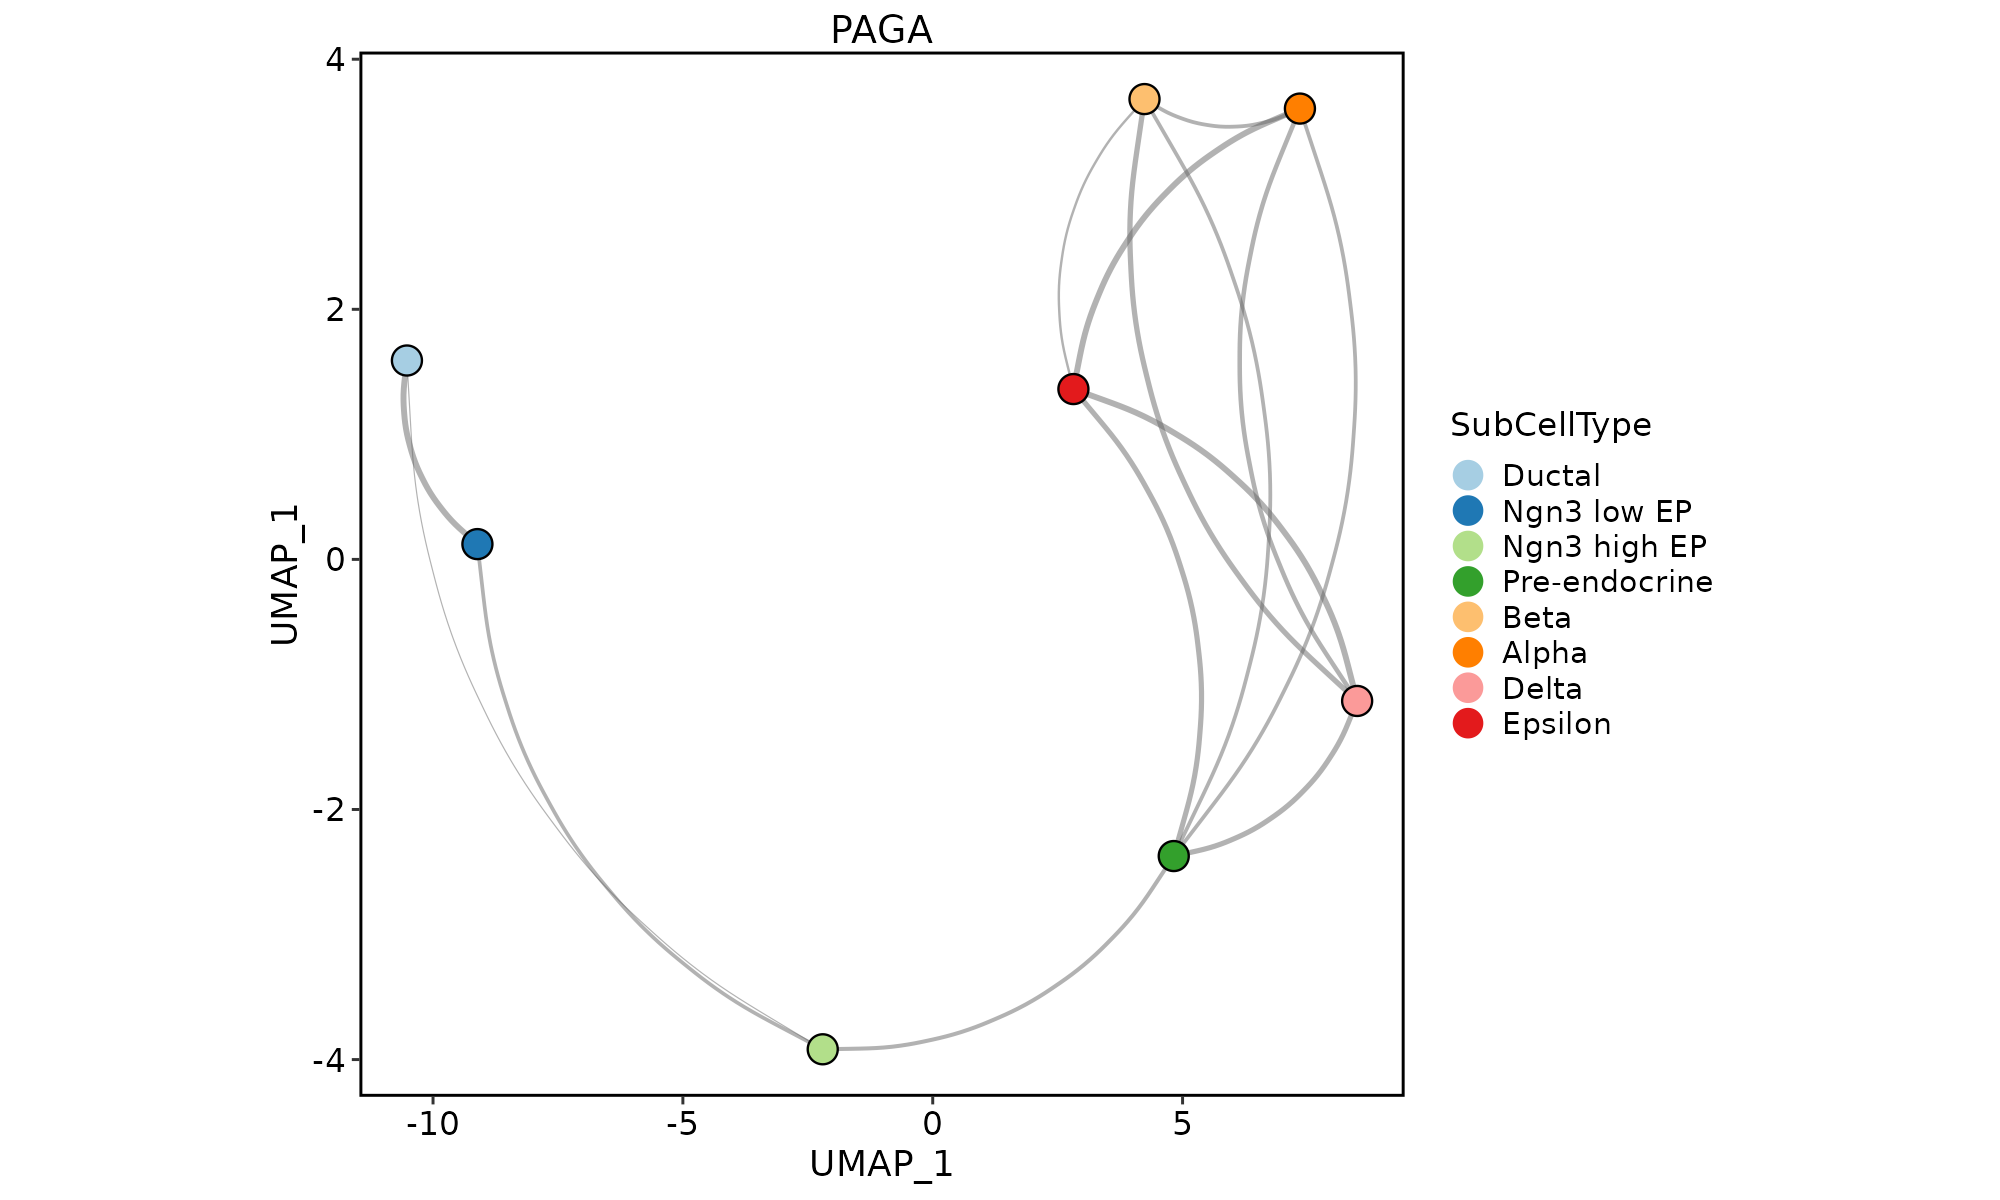 PAGA
4
2
0
-2
-4
UMAP_1
-10 -5 0 5
UMAP_1
SubCellType
Ductal
Ngn3 low EP
Ngn3 high EP
Pre-endocrine
Beta
Alpha
Delta
Epsilon